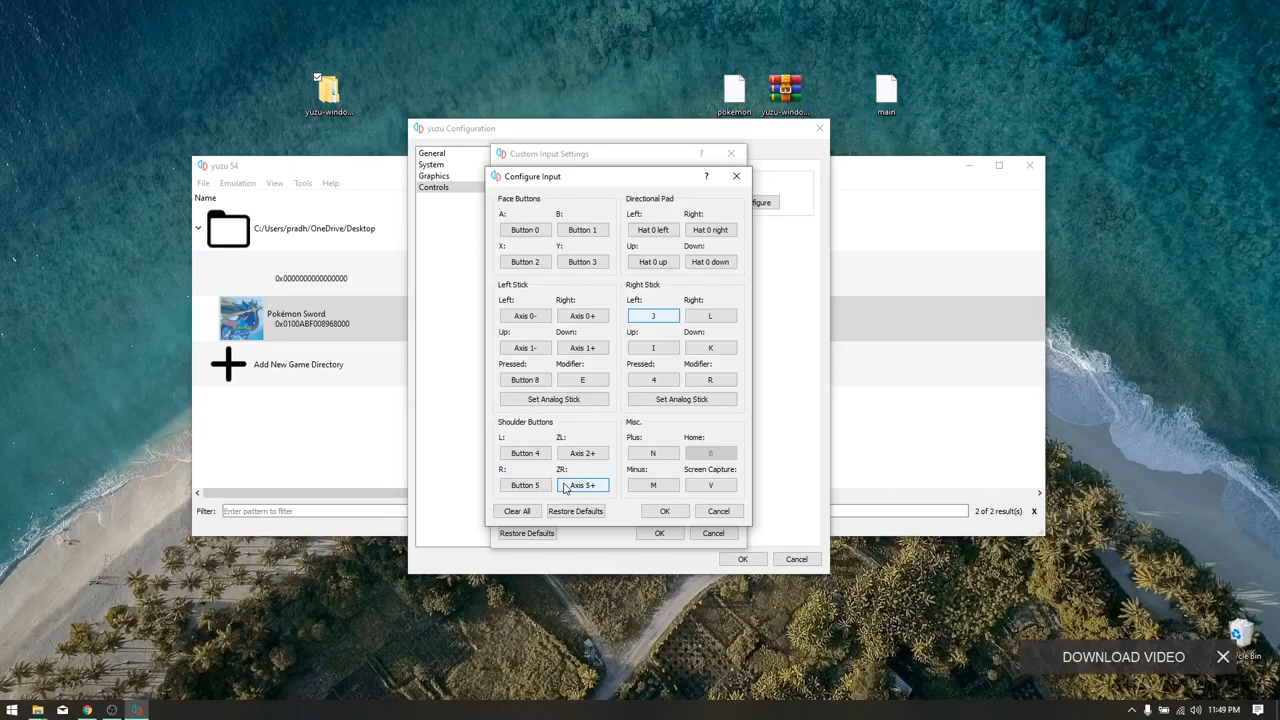 yuzu-windo...
pokemon
yuzu-windo...
main
yuzu Configuration
General
System
Graphics
Controls
Custom Input Settings
?
yuzu 54
File Emulation View Tools Help
Name
C:/Users/pradh/OneDrive/Desktop
0x0000000000000000
Pokémon Sword
0x0100ABF008968000
Add New Game Directory
Filter: Enter pattern to filter
2 of 2 result(s) X
Configure Input
?
Face Buttons
A: B:
Button 0 Button 1
X: Y:
Button 2 Button 3
Directional Pad
Left: Right:
Hat 0 left Hat 0 right
Up: Down:
Hat 0 up Hat 0 down
Left Stick
Left: Right:
Axis 0- Axis 0+
Up: Down:
Axis 1- Axis 1+
Pressed: Modifier:
Button 8 E
Set Analog Stick
Right Stick
Left: Right:
J L
Up: Down:
I K
Pressed: Modifier:
4 R
Set Analog Stick
Shoulder Buttons
L: ZL:
Button 4 Axis 2+
R: ZR:
Button 5 Axis 5+
Misc.
Plus: Home:
N B
Minus: Screen Capture:
M V
Clear All Restore Defaults OK Cancel
Restore Defaults OK Cancel
OK Cancel
figure
DOWNLOAD VIDEO
cle Bin
11:49 PM